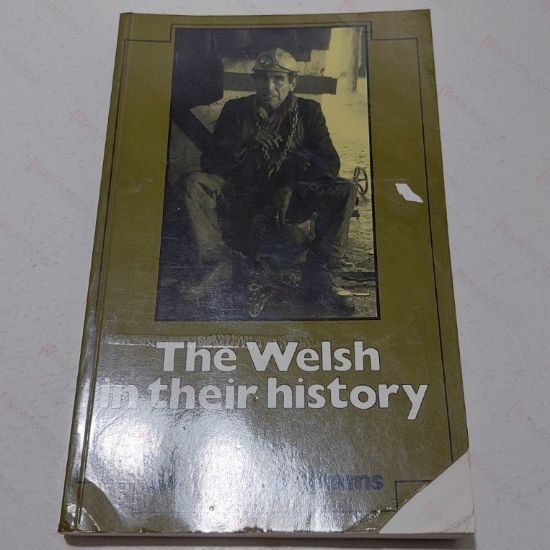 The Welsh
in their history